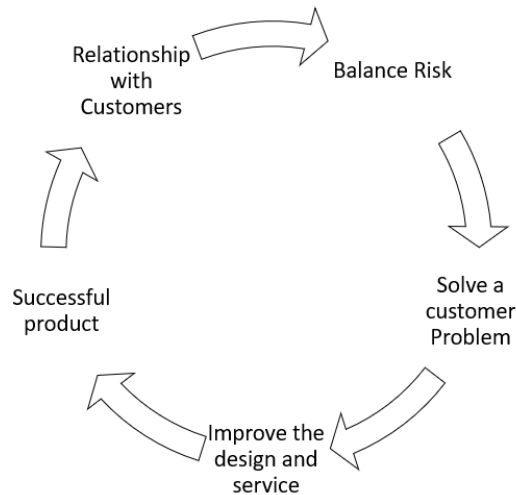 Relationship
with
Customers
Balance Risk
Solve a
customer
Problem
Improve the
design and
service
Successful
product